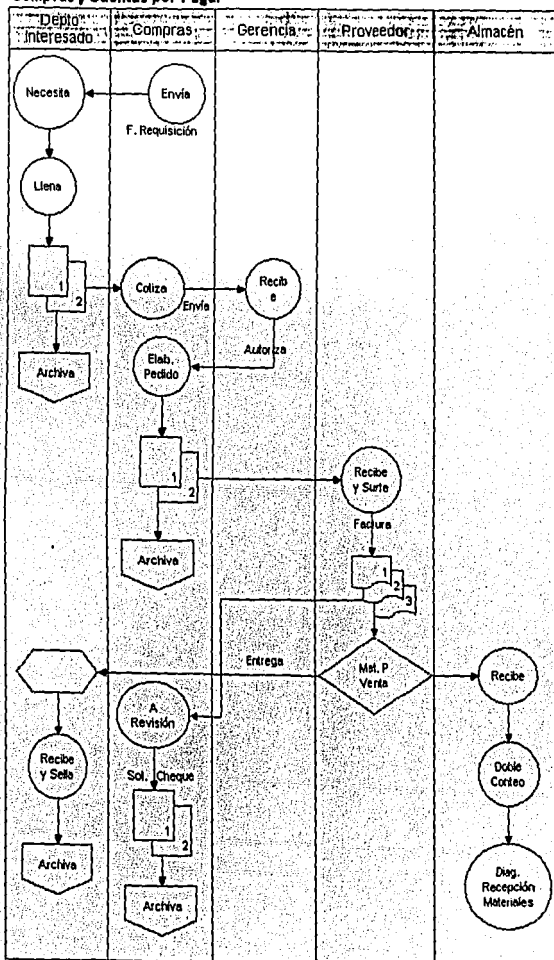 Compras y Cuentas por Pagar
Depto
Interesado
Compras
Gerencia
Proveedor
Almacén
Necesita
Envía
F. Requisición
Llena
1
2
Archiva
Cotiza
Envía
Recib
e
Autoriza
Elab.
Pedido
1
2
Archiva
Recibe
y Surte
Factura
1
2
3
Entrega
Mat. P
Venta
Recibe
A
Revisión
Recibe
y Sella
Archiva
Sol. Cheque
1
2
Archiva
Doble
Conteo
Diag.
Recepción
Materiales